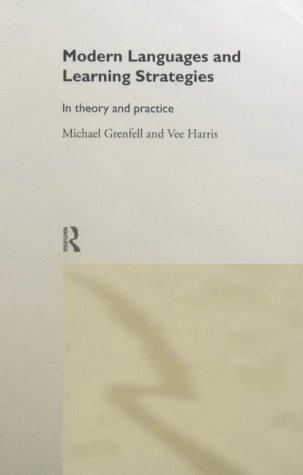 Modern Languages and
Learning Strategies
In theory and practice
Michael Grenfell and Vee Harris
R
Routledge